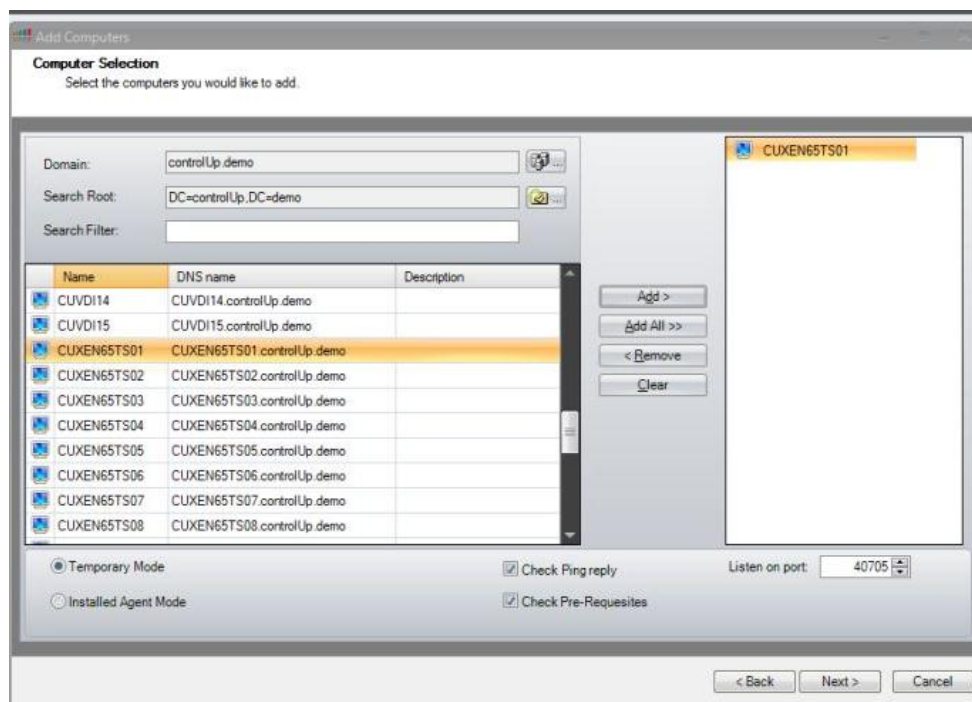 Add Computers
Computer Selection
Select the computers you would like to add.
Domain: controlUp.demo ...
Search Root: DC=controlUp,DC=demo ...
Search Filter:
Name DNS name Description
CUVDI14 CUVDI14.controlUp.demo
CUVDI15 CUVDI15.controlUp.demo
CUXEN65TS01 CUXEN65TS01.controlUp.demo
CUXEN65TS02 CUXEN65TS02.controlUp.demo
CUXEN65TS03 CUXEN65TS03.controlUp.demo
CUXEN65TS04 CUXEN65TS04.controlUp.demo
CUXEN65TS05 CUXEN65TS05.controlUp.demo
CUXEN65TS06 CUXEN65TS06.controlUp.demo
CUXEN65TS07 CUXEN65TS07.controlUp.demo
CUXEN65TS08 CUXEN65TS08.controlUp.demo
Add >
Add All >>
< Remove
Clear
CUXEN65TS01
Temporary Mode
Installed Agent Mode
Check Ping reply
Check Pre-Requesites
Listen on port: 40705
< Back Next > Cancel